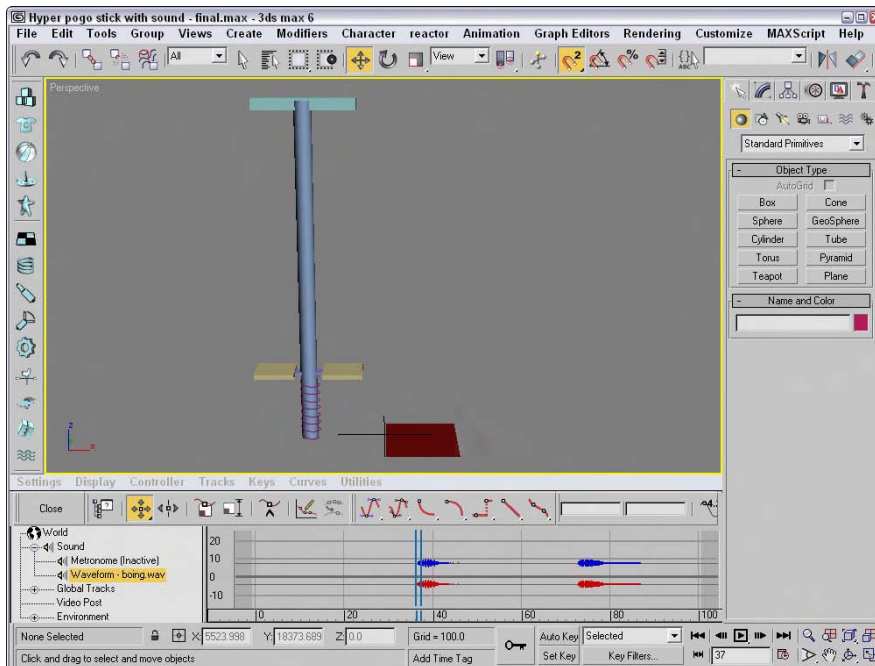 Hyper pogo stick with sound - final.max - 3ds max 6
File Edit Tools Group Views Create Modifiers Character reactor Animation Graph Editors Rendering Customize MAXScript Help
All
View
Perspective
Standard Primitives
- Object Type
AutoGrid
Box Cone
Sphere GeoSphere
Cylinder Tube
Torus Pyramid
Teapot Plane
- Name and Color
z
x
Settings Display Controller Tracks Keys Curves Utilities
Close
World
Sound
Metronome (Inactive)
Waveform - boing.wav
Global Tracks
Video Post
Environment
20
10
0
-10
0 20 40 60 80 100
None Selected X: 5523.998 Y: 18373.689 Z: 0.0 Grid = 100.0 Auto Key Selected
Click and drag to select and move objects Add Time Tag Set Key Key Filters... 37